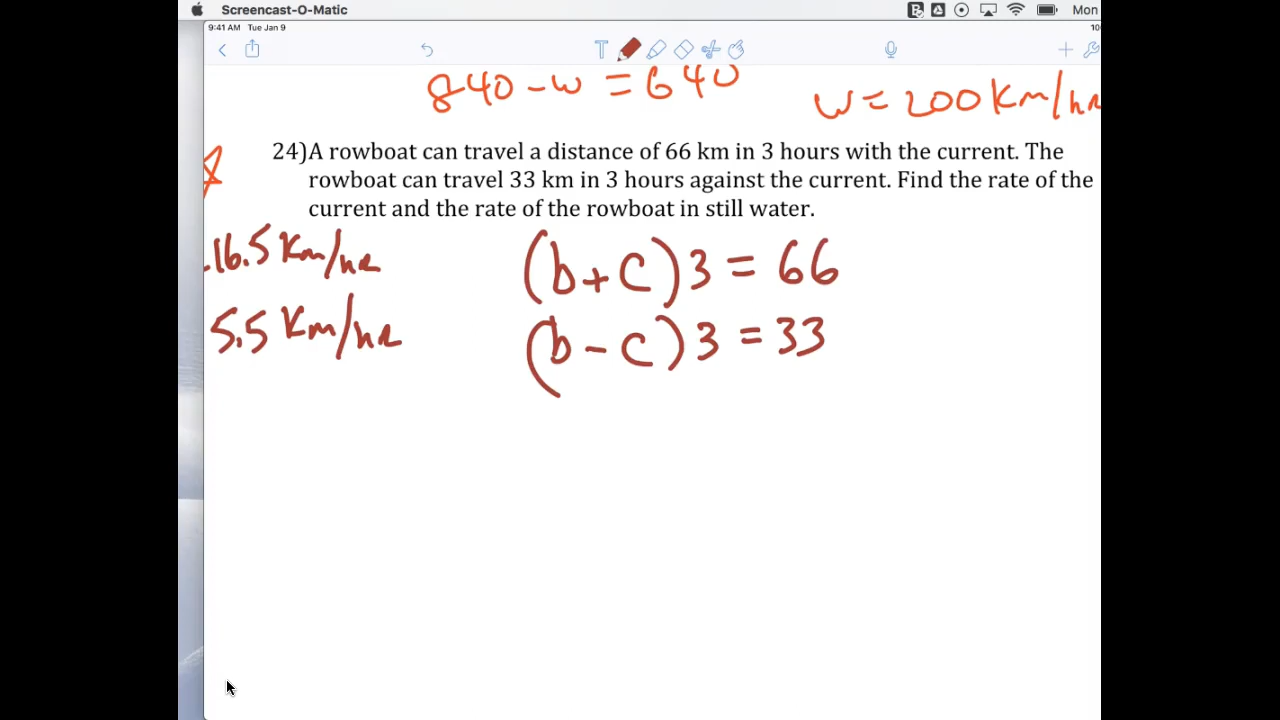 Screencast-O-Matic
Mon
9:41 AM Tue Jan 9
10
T
840 - w = 640
w = 200 km/hr
24)A rowboat can travel a distance of 66 km in 3 hours with the current. The
rowboat can travel 33 km in 3 hours against the current. Find the rate of the
current and the rate of the rowboat in still water.
16.5 Km/hr
(b+c)3 = 66
5.5 Km/hr
(b-c)3 = 33